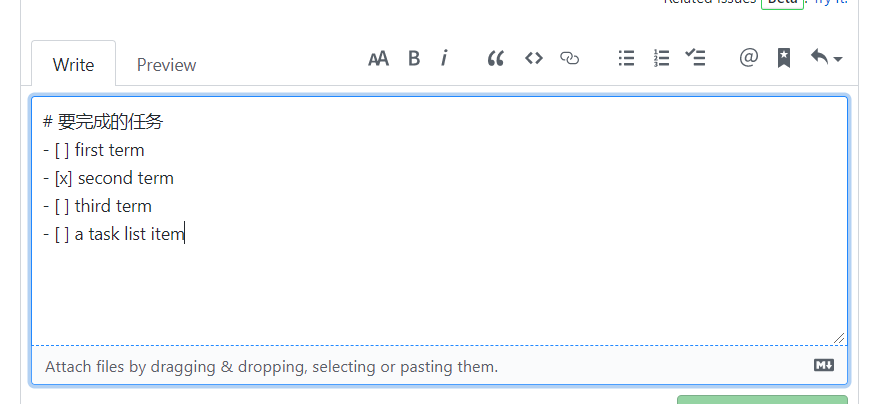 Related Issues Beta . Try it!
Write Preview
# 要完成的任务
- [ ] first term
- [x] second term
- [ ] third term
- [ ] a task list item
Attach files by dragging & dropping, selecting or pasting them.